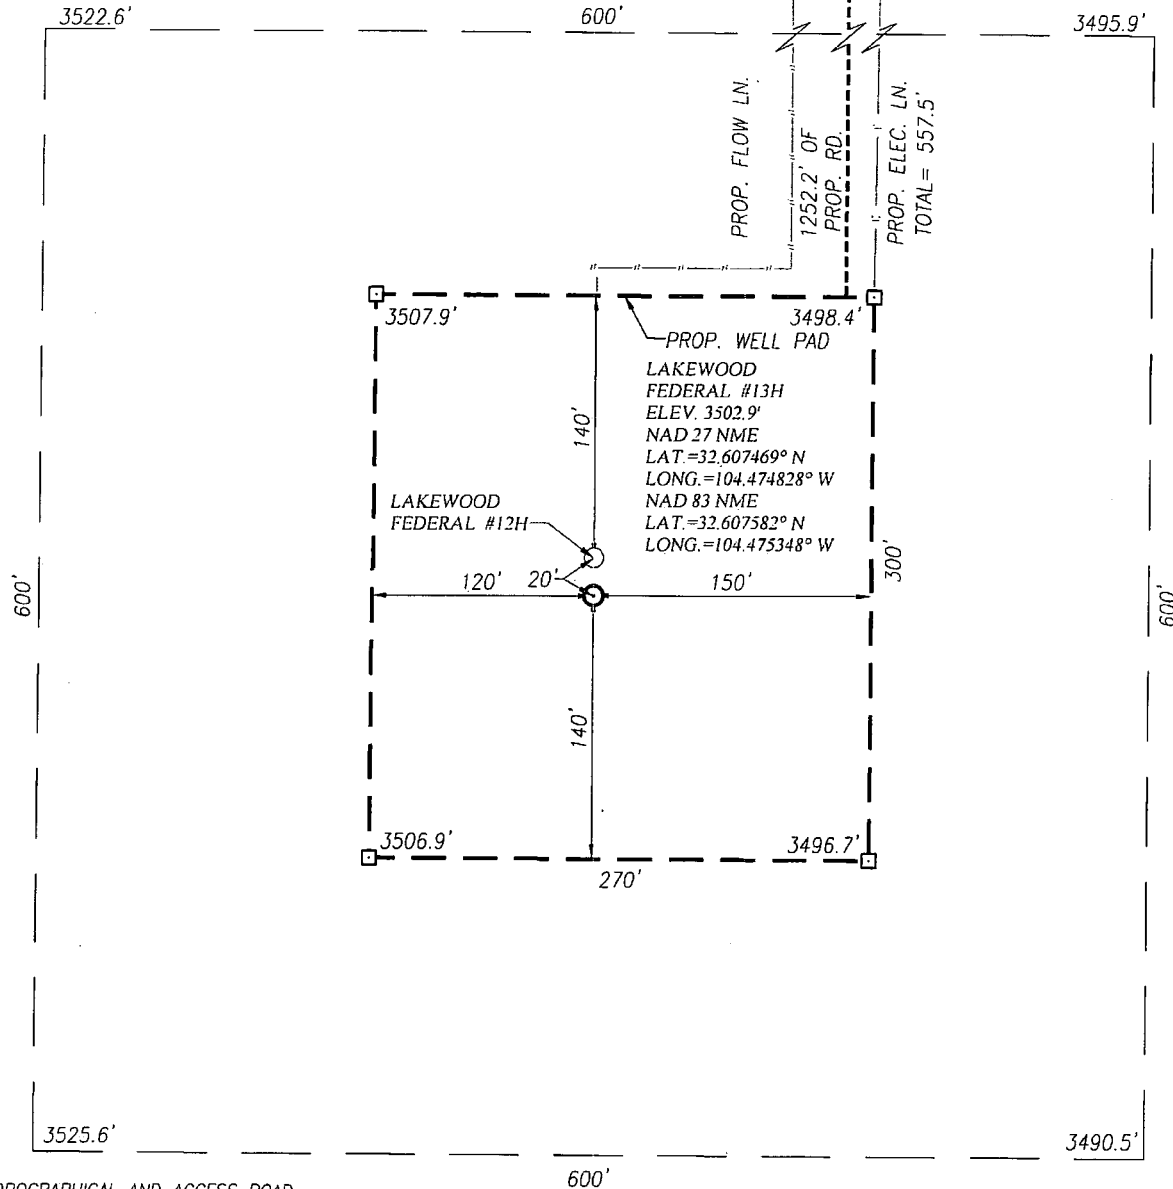 3522.6'
600'
3495.9'
PROP. FLOW LN.
1252.2' OF
PROP. RD.
PROP. ELEC. LN.
TOTAL= 557.5'
3507.9'
3498.4'
PROP. WELL PAD
LAKEWOOD
FEDERAL #13H
ELEV. 3502.9'
NAD 27 NME
LAT.=32.607469° N
LONG.=104.474828° W
NAD 83 NME
LAT.=32.607582° N
LONG.=104.475348° W
140'
LAKEWOOD
FEDERAL #12H
300'
600'
120'
20'
150'
600'
140'
3506.9'
3496.7'
270'
3525.6'
3490.5'
600'